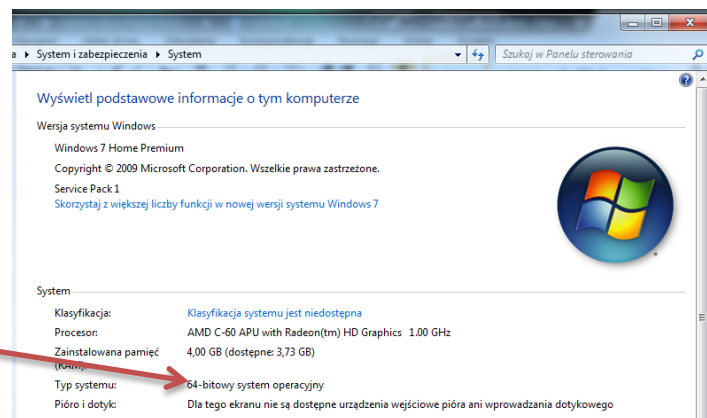 a ▸ System i zabezpieczenia ▸ System
Szukaj w Panelu sterowania
Wyświetl podstawowe informacje o tym komputerze
Wersja systemu Windows
Windows 7 Home Premium
Copyright © 2009 Microsoft Corporation. Wszelkie prawa zastrzeżone.
Service Pack 1
Skorzystaj z większej liczby funkcji w nowej wersji systemu Windows 7
System
Klasyfikacja: Klasyfikacja systemu jest niedostępna
Procesor: AMD C-60 APU with Radeon(tm) HD Graphics 1.00 GHz
Zainstalowana pamięć 4,00 GB (dostępne: 3,73 GB)
(RAM):
Typ systemu: 64-bitowy system operacyjny
Pióro i dotyk: Dla tego ekranu nie są dostępne urządzenia wejściowe pióra ani wprowadzania dotykowego